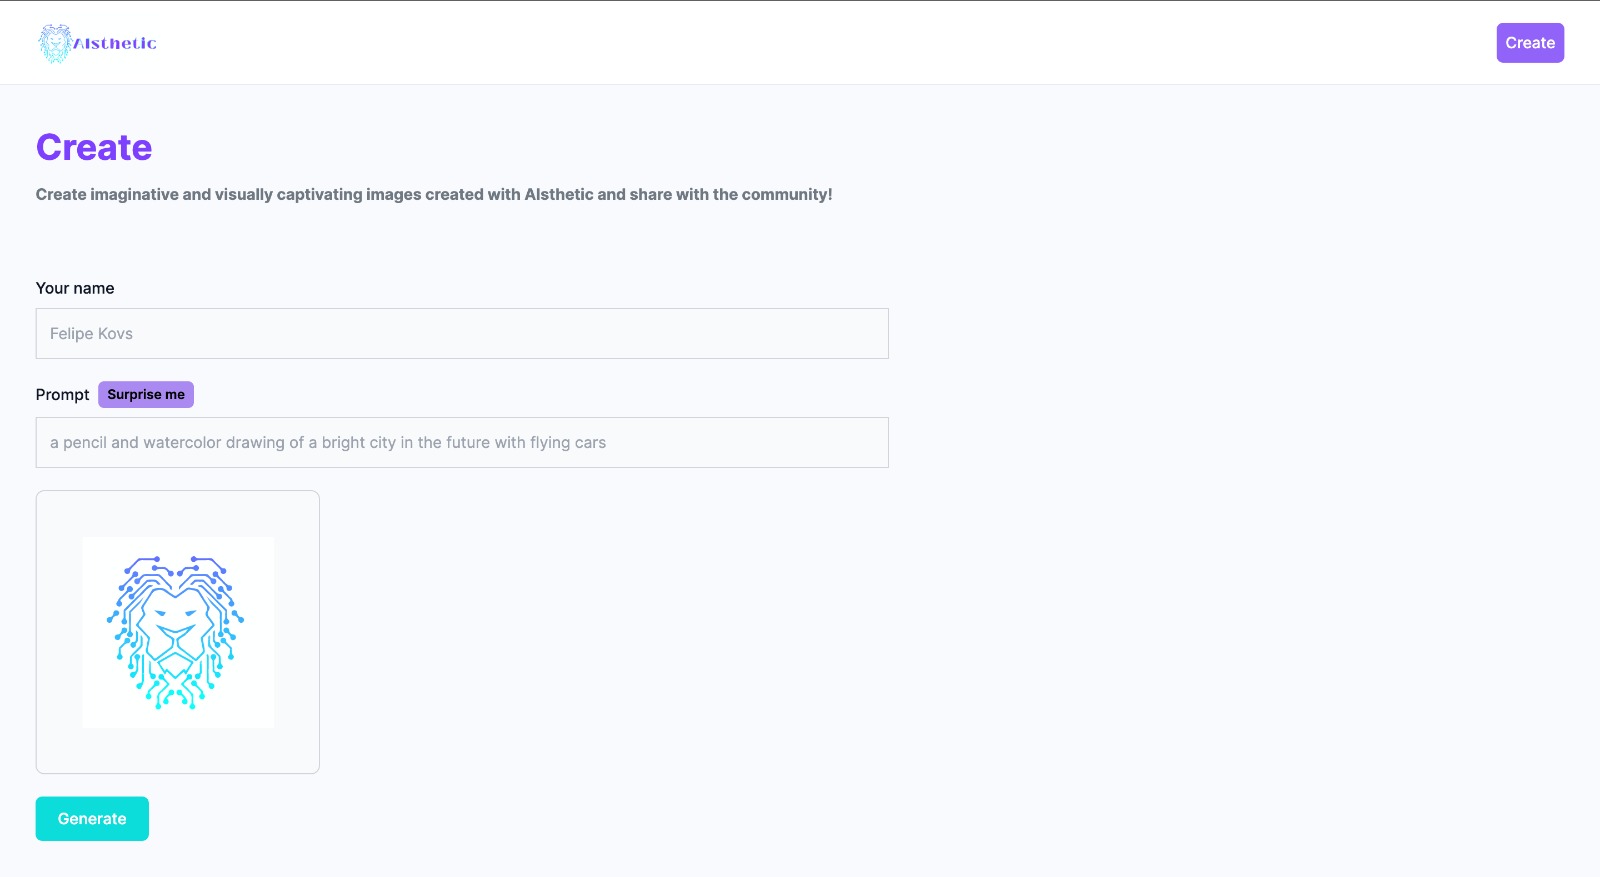 AIsthetic
Create
Create
Create imaginative and visually captivating images created with AIsthetic and share with the community!
Your name
Felipe Kovs
Prompt Surprise me
a pencil and watercolor drawing of a bright city in the future with flying cars
Generate